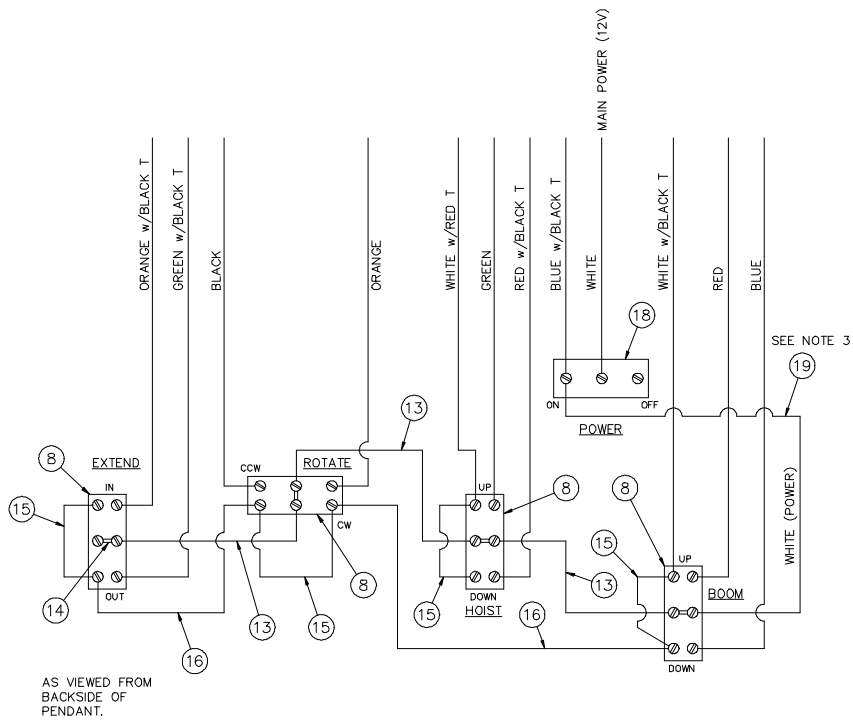 MAIN POWER (12V)
ORANGE w/BLACK T
GREEN w/BLACK T
BLACK
ORANGE
WHITE w/RED T
GREEN
RED w/BLACK T
BLUE w/BLACK T
WHITE
WHITE w/BLACK T
RED
BLUE
18
SEE NOTE 3
19
ON
OFF
POWER
13
8
EXTEND
CCW
ROTATE
IN
UP
8
8
15
CW
WHITE (POWER)
15
UP
14
OUT
13
15
8
15
DOWN
HOIST
13
BOOM
16
16
DOWN
AS VIEWED FROM
BACKSIDE OF
PENDANT.